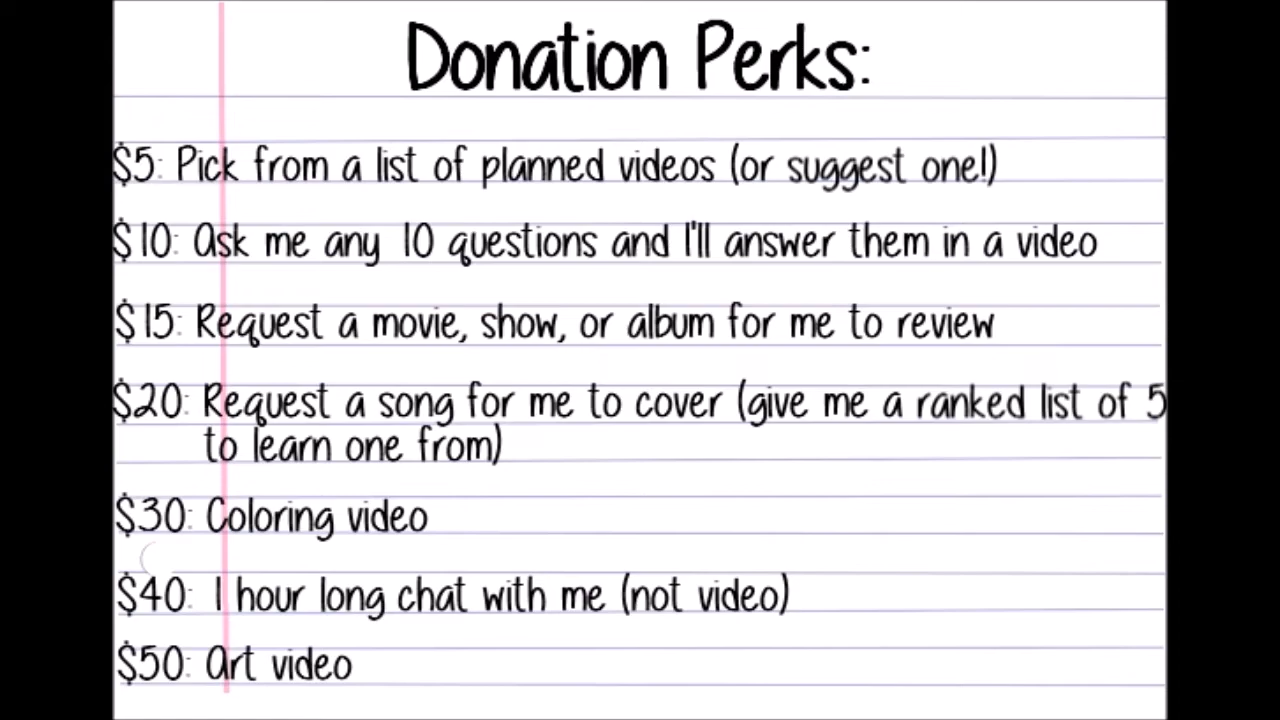 Donation Perks:
$5: Pick from a list of planned videos (or suggest one!)
$10: Ask me any 10 questions and I'll answer them in a video
$15: Request a movie, show, or album for me to review
$20: Request a song for me to cover (give me a ranked list of 5
to learn one from)
$30: Coloring video
$40: 1 hour long chat with me (not video)
$50: Art video